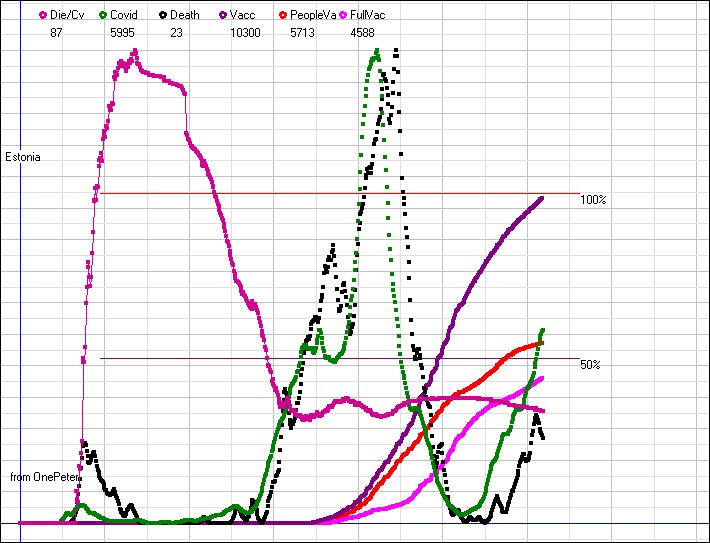 Die/Cv Covid Death Vacc PeopleVa FullVac
87 5995 23 10300 5713 4588
Estonia
100%
50%
from OnePeter